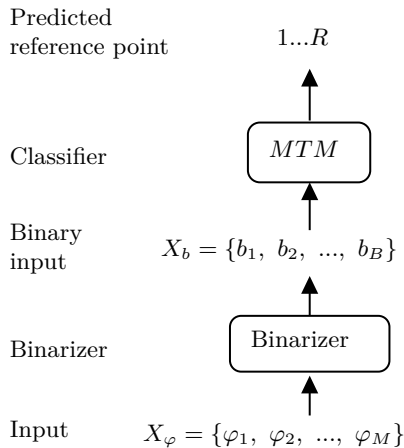 Predicted
reference point
1...R
Classifier
MTM
Binary
input
X_b = {b_1, b_2, ..., b_B}
Binarizer
Binarizer
Input
X_φ = {φ_1, φ_2, ..., φ_M}